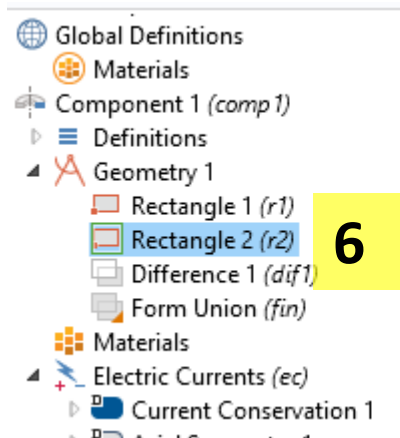 Global Definitions
Materials
Component 1 (comp1)
Definitions
Geometry 1
Rectangle 1 (r1)
Rectangle 2 (r2)
6
Difference 1 (dif1)
Form Union (fin)
Materials
Electric Currents (ec)
Current Conservation 1